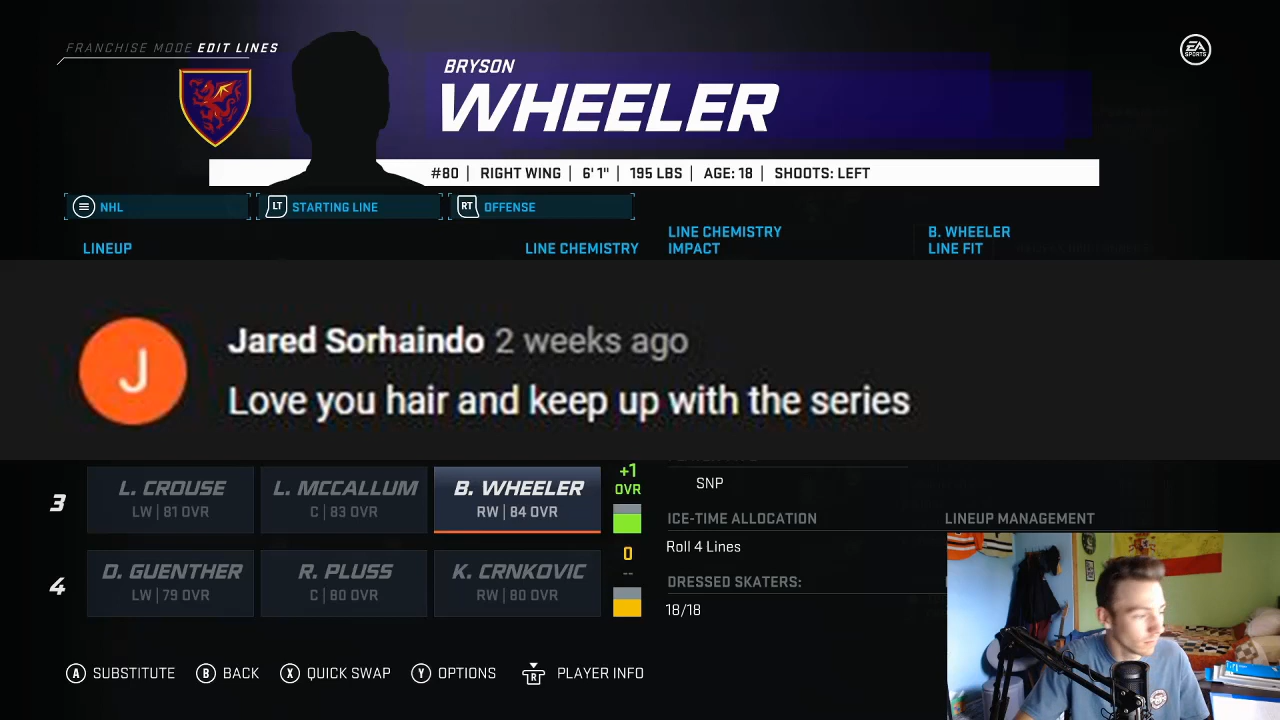 FRANCHISE MODE EDIT LINES
EA SPORTS
BRYSON
WHEELER
#80 | RIGHT WING | 6' 1" | 195 LBS | AGE: 18 | SHOOTS: LEFT
NHL
LT STARTING LINE
RT OFFENSE
LINEUP
LINE CHEMISTRY
LINE CHEMISTRY
IMPACT
B. WHEELER
LINE FIT
J
Jared Sorhaindo 2 weeks ago
Love you hair and keep up with the series
3
L. CROUSE
LW | 81 OVR
L. MCCALLUM
C | 83 OVR
B. WHEELER
RW | 84 OVR
+1
OVR
SNP
ICE-TIME ALLOCATION
Roll 4 Lines
LINEUP MANAGEMENT
4
D. GUENTHER
LW | 79 OVR
R. PLUSS
C | 80 OVR
K. CRNKOVIC
RW | 80 OVR
0
--
DRESSED SKATERS:
18/18
A SUBSTITUTE
B BACK
X QUICK SWAP
Y OPTIONS
R PLAYER INFO